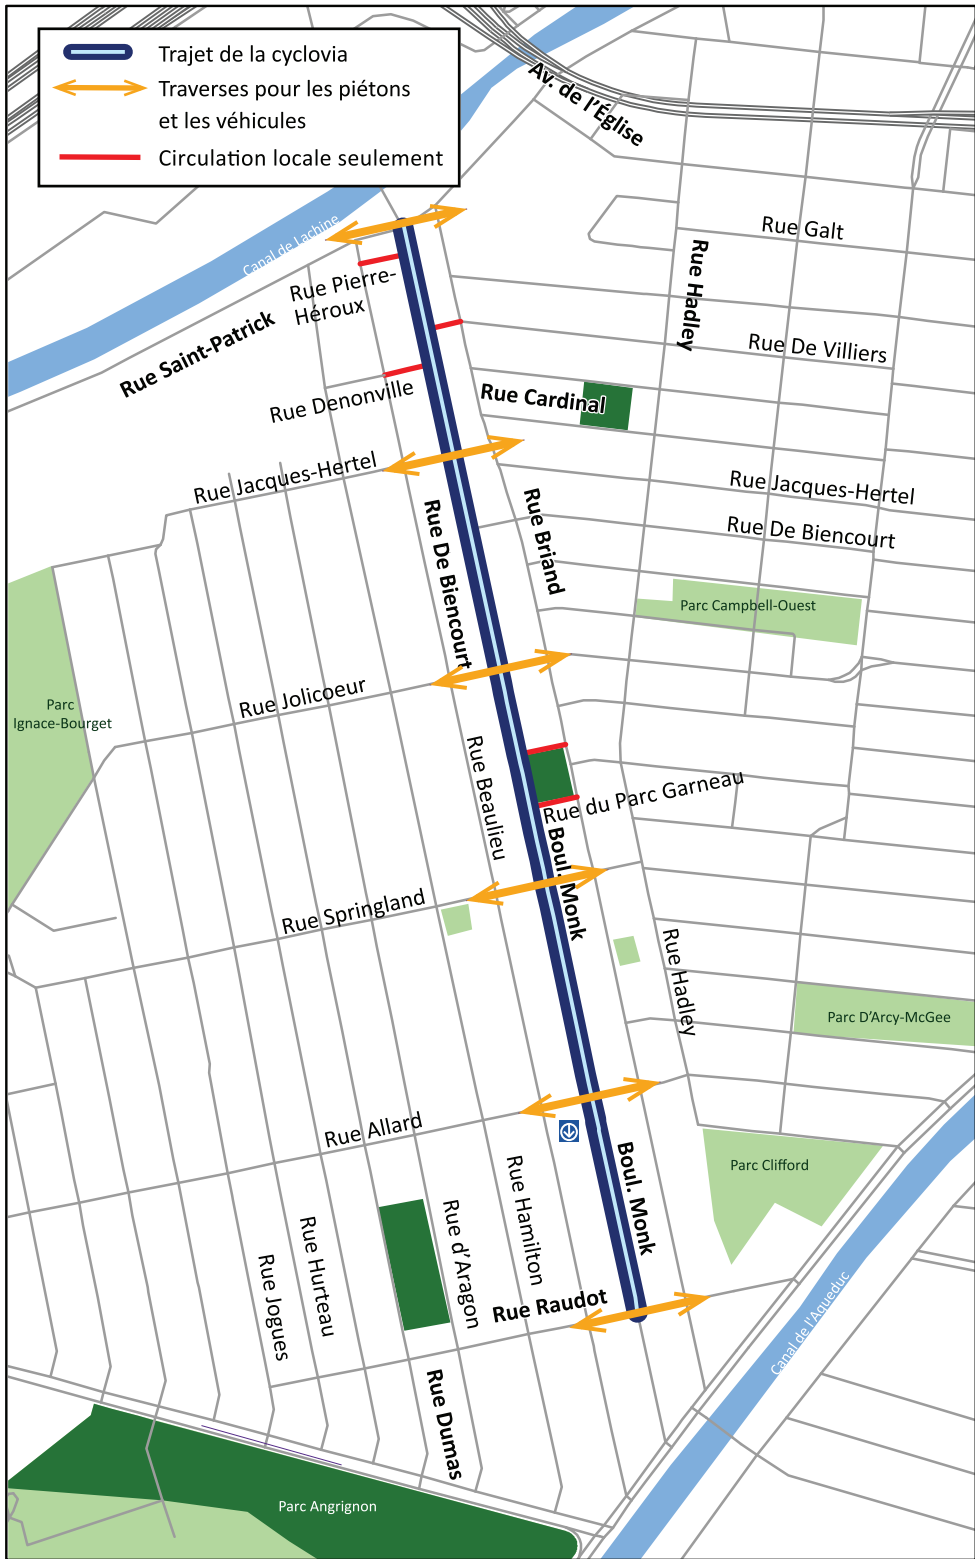 Trajet de la cyclovia
Traverses pour les piétons
et les véhicules
Circulation locale seulement
Av. de l'Église
Canal de Lachine
Rue Galt
Rue Hadley
Rue Pierre-
Héroux
Rue Saint-Patrick
Rue De Villiers
Rue Denonville
Rue Cardinal
Rue Jacques-Hertel
Rue Jacques-Hertel
Rue De Biencourt
Rue Briand
Rue De Biencourt
Parc Campbell-Ouest
Rue Jolicoeur
Parc
Ignace-Bourget
Rue Beaulieu
Rue du Parc Garneau
Boul. Monk
Rue Springland
Rue Hadley
Parc D'Arcy-McGee
Rue Allard
Boul. Monk
Parc Clifford
Rue Hamilton
Rue d'Aragon
Rue Hurteau
Rue Jogues
Rue Raudot
Canal de l'Aqueduc
Rue Dumas
Parc Angrignon